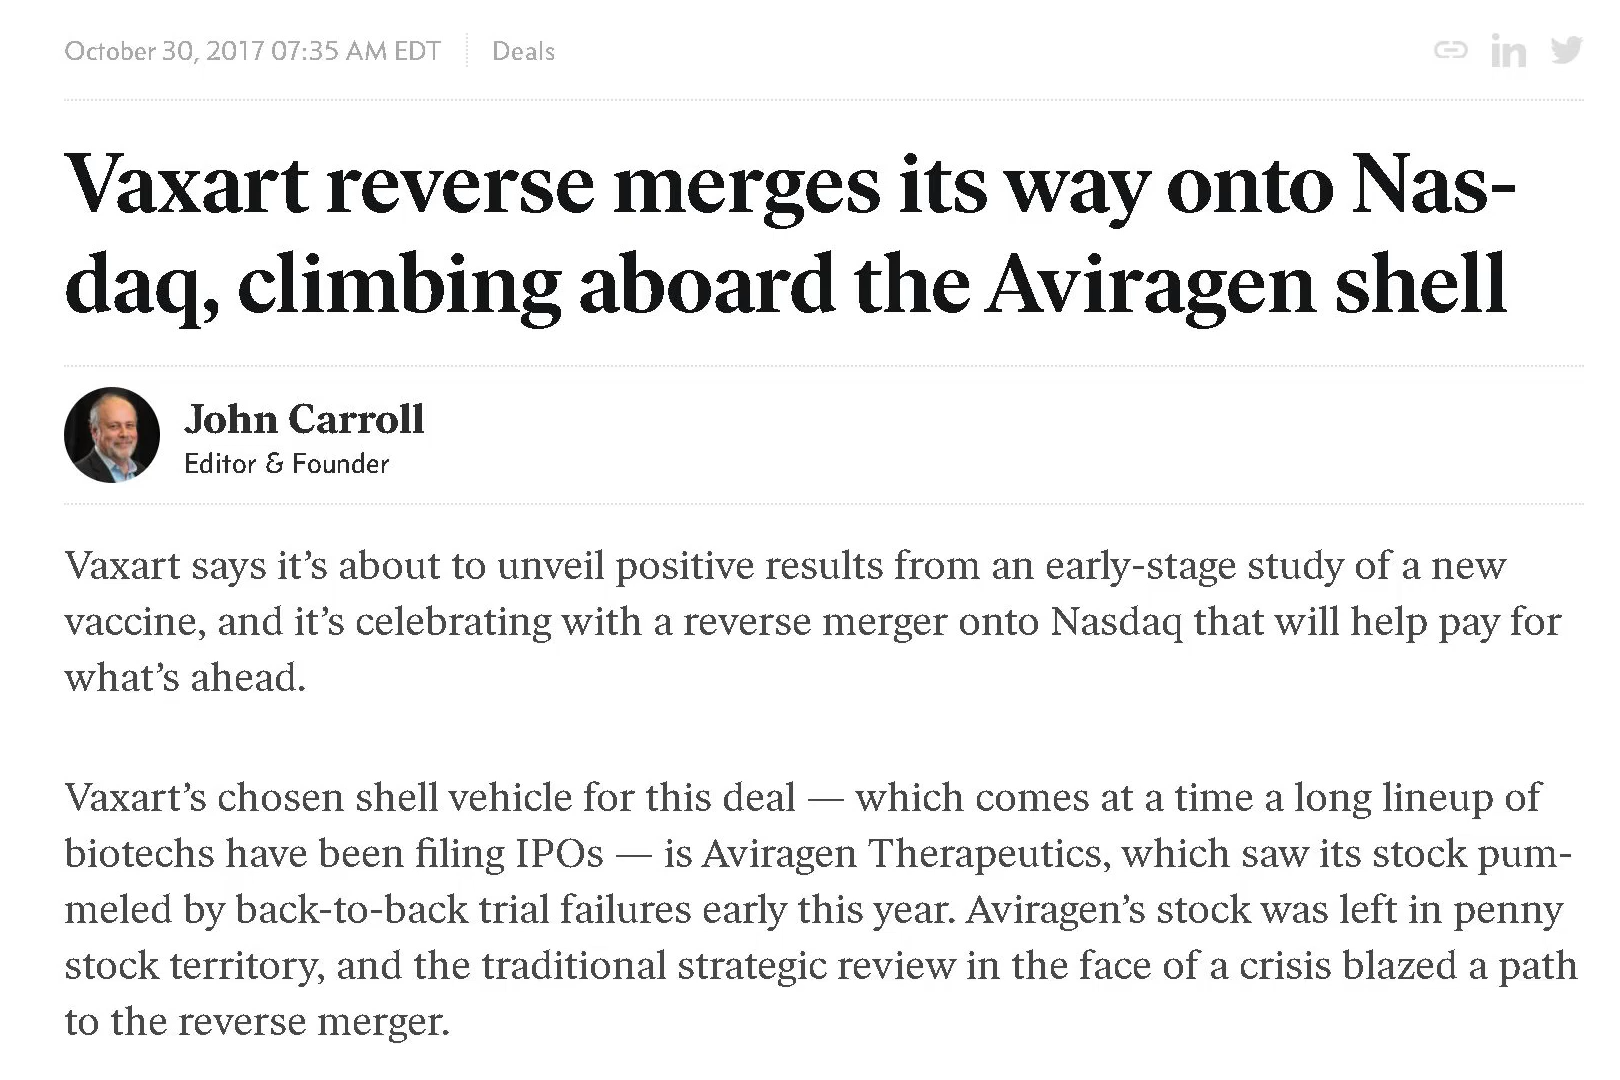 October 30, 2017 07:35 AM EDT
Deals
in
Vaxart reverse merges its way onto Nas-
daq, climbing aboard the Aviragen shell
John Carroll
Editor & Founder
Vaxart says it’s about to unveil positive results from an early-stage study of a new
vaccine, and it’s celebrating with a reverse merger onto Nasdaq that will help pay for
what’s ahead.
Vaxart’s chosen shell vehicle for this deal — which comes at a time a long lineup of
biotechs have been filing IPOs — is Aviragen Therapeutics, which saw its stock pum-
meled by back-to-back trial failures early this year. Aviragen’s stock was left in penny
stock territory, and the traditional strategic review in the face of a crisis blazed a path
to the reverse merger.